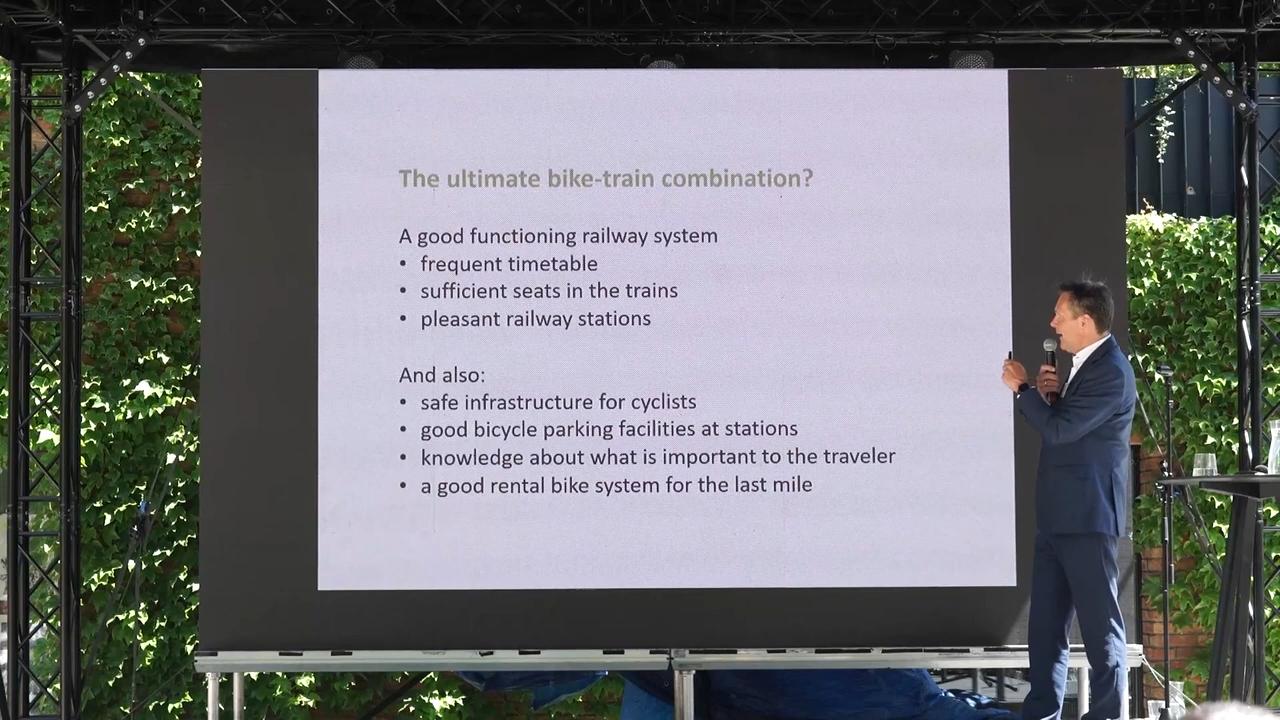 The ultimate bike-train combination?
A good functioning railway system
• frequent timetable
• sufficient seats in the trains
• pleasant railway stations
And also:
• safe infrastructure for cyclists
• good bicycle parking facilities at stations
• knowledge about what is important to the traveler
• a good rental bike system for the last mile